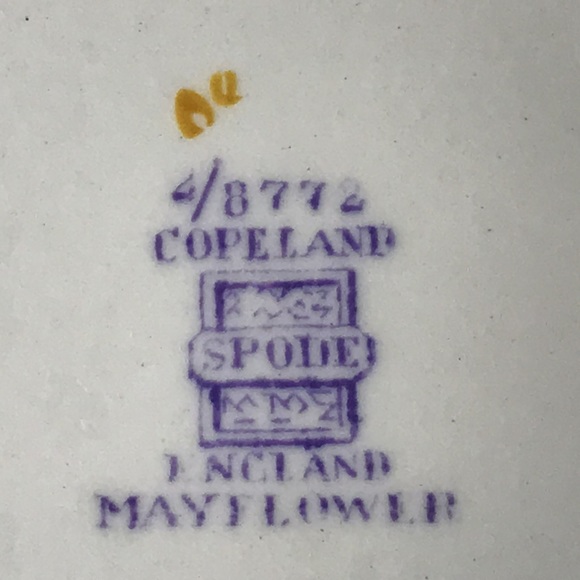 4/8772
COPELAND
SPODE
ENGLAND
MAYFLOWER